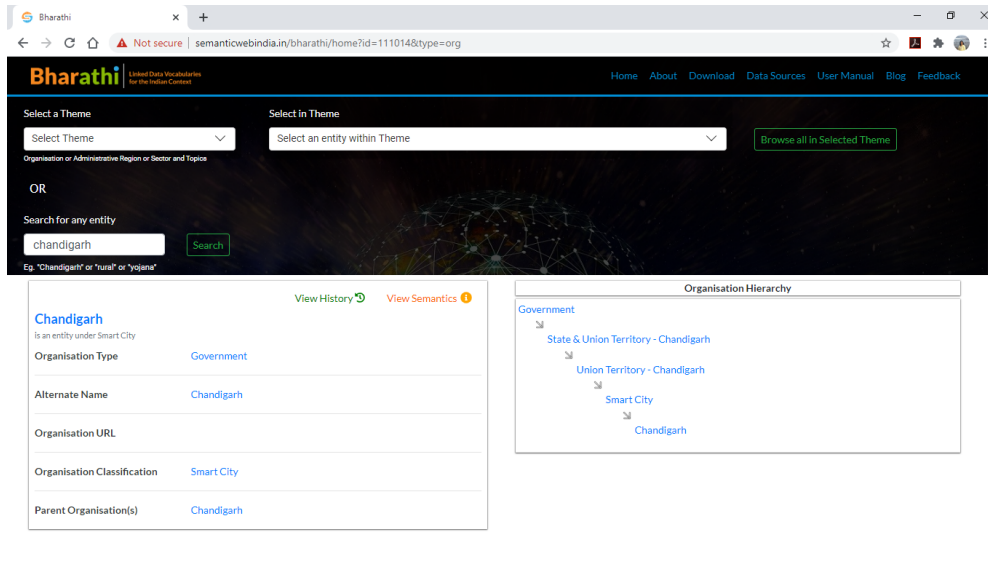 Bharathi
Not secure | semanticwebindia.in/bharathi/home?id=111014&type=org
Bharathi Linked Data Vocabularies
for the Indian Context
Home About Download Data Sources User Manual Blog Feedback
Select a Theme Select in Theme
Select Theme Select an entity within Theme Browse all in Selected Theme
Organisation or Administrative Region or Sector and Topics
OR
Search for any entity
chandigarh Search
Eg. "Chandigarh" or "rural" or "yojana"
View History View Semantics
Chandigarh
is an entity under Smart City
Organisation Type Government
Alternate Name Chandigarh
Organisation URL
Organisation Classification Smart City
Parent Organisation(s) Chandigarh
Organisation Hierarchy
Government
State & Union Territory - Chandigarh
Union Territory - Chandigarh
Smart City
Chandigarh